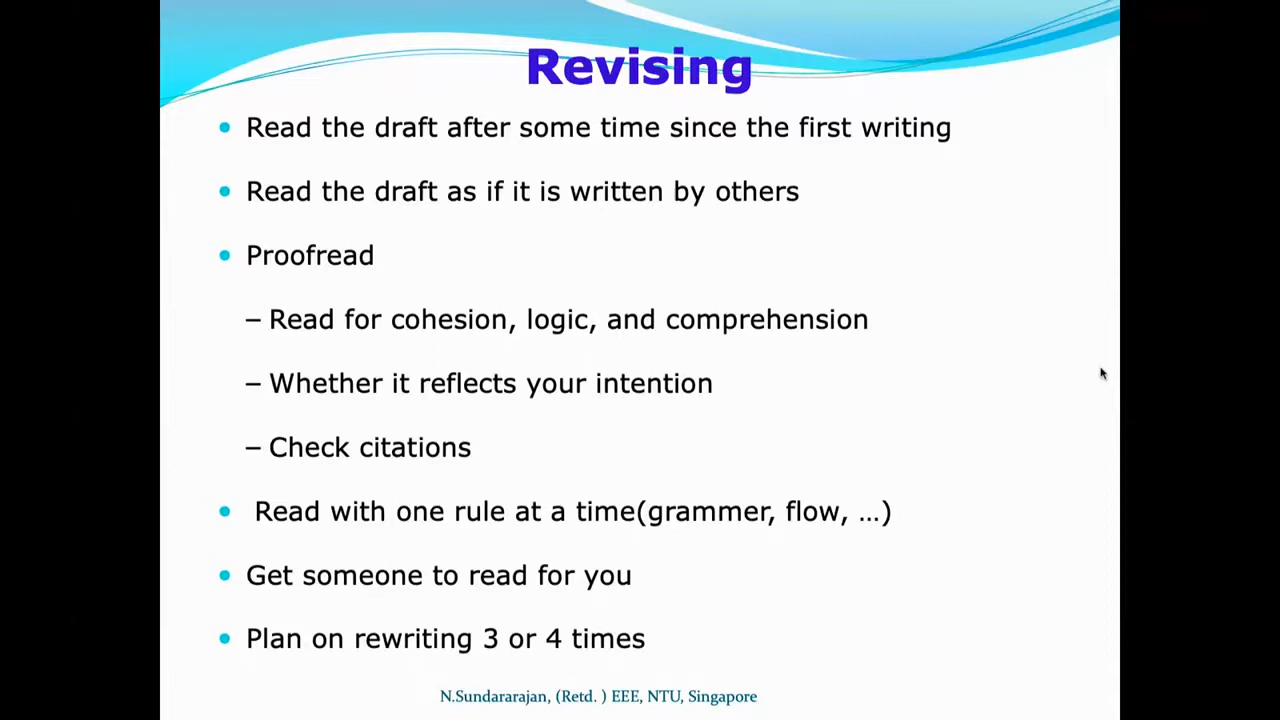 Revising
• Read the draft after some time since the first writing
• Read the draft as if it is written by others
• Proofread
– Read for cohesion, logic, and comprehension
– Whether it reflects your intention
– Check citations
• Read with one rule at a time(grammer, flow, …)
• Get someone to read for you
• Plan on rewriting 3 or 4 times
N.Sundararajan, (Retd. ) EEE, NTU, Singapore